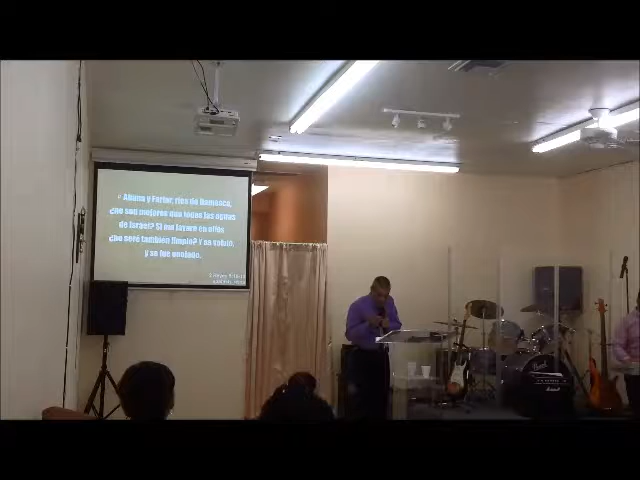 Abana y Farfar, ríos de Damasco,
¿no son mejores que todas las aguas
de Israel? Si me lavare en ellos
¿no seré también limpio? Y se volvió,
y se fue enojado.
Pearl